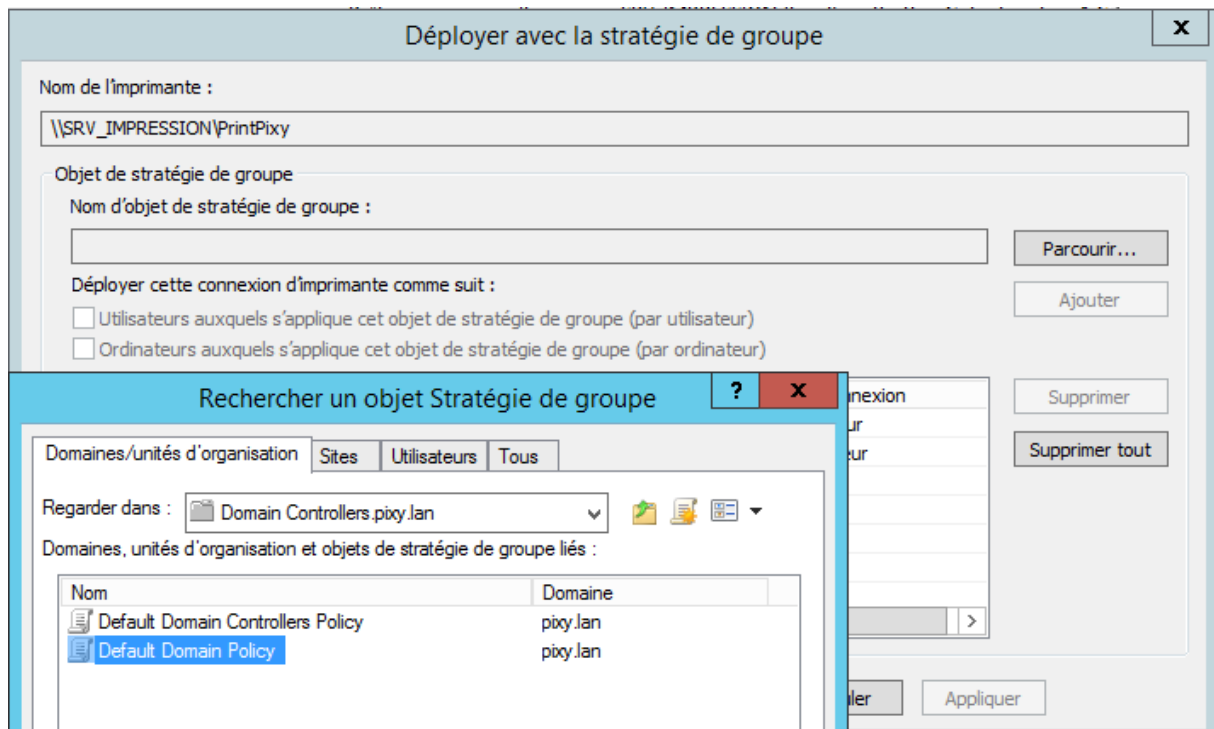 Déployer avec la stratégie de groupe
x
Nom de l'imprimante :
\\SRV_IMPRESSION\PrintPixy
Objet de stratégie de groupe
Nom d'objet de stratégie de groupe :
Parcourir...
Déployer cette connexion d'imprimante comme suit :
Ajouter
Utilisateurs auxquels s'applique cet objet de stratégie de groupe (par utilisateur)
Ordinateurs auxquels s'applique cet objet de stratégie de groupe (par ordinateur)
Rechercher un objet Stratégie de groupe
? x
nnexion
Supprimer
ur
eur
Supprimer tout
Domaines/unités d'organisation Sites Utilisateurs Tous
Regarder dans : Domain Controllers.pixy.lan
Domaines, unités d'organisation et objets de stratégie de groupe liés :
Nom Domaine
Default Domain Controllers Policy pixy.lan
Default Domain Policy pixy.lan
uler
Appliquer